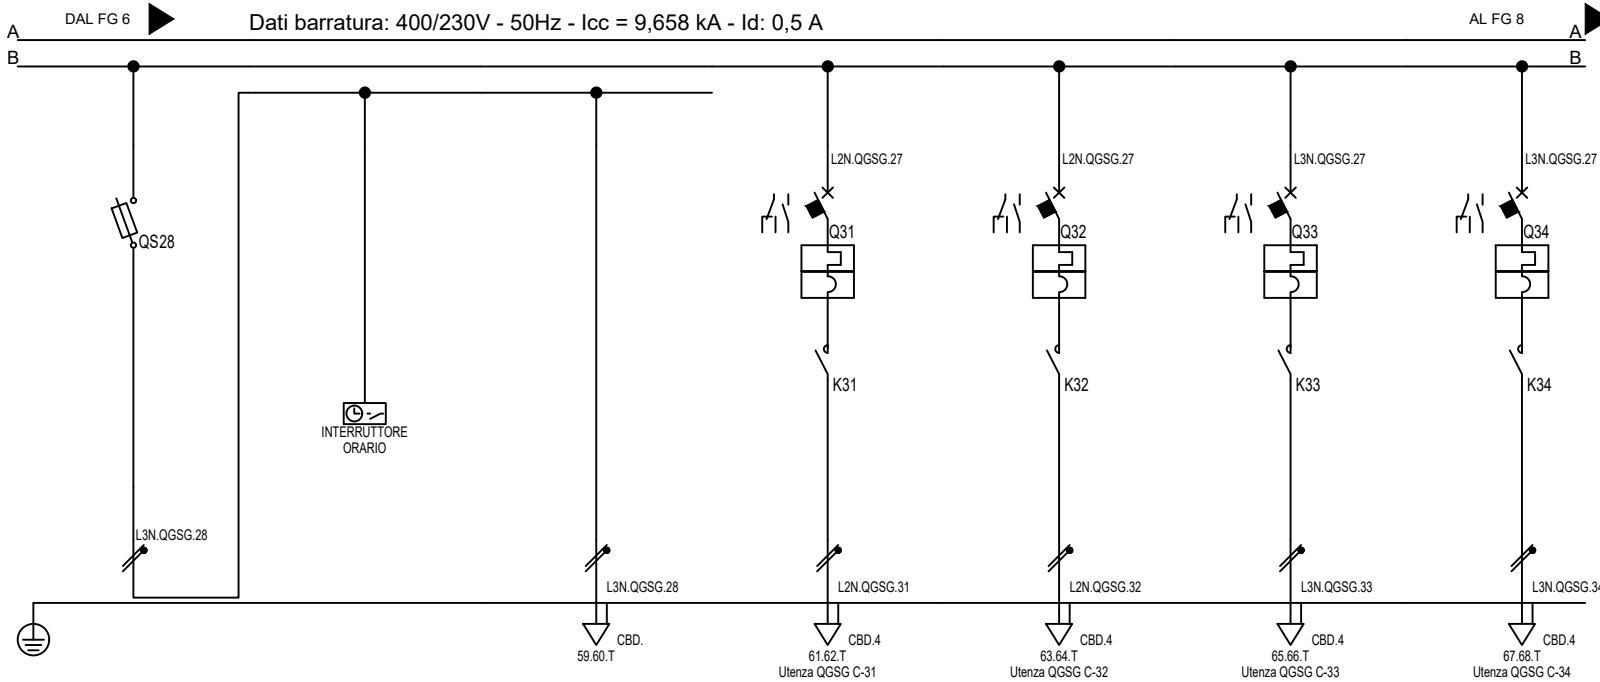 DAL FG 6
Dati barratura: 400/230V - 50Hz - Icc = 9,658 kA - Id: 0,5 A
AL FG 8
A
A
B
B
L2N.QGSG.27
L2N.QGSG.27
L3N.QGSG.27
L3N.QGSG.27
QS28
Q31
Q32
Q33
Q34
K31
K32
K33
K34
INTERRUTTORE
ORARIO
L3N.QGSG.28
L3N.QGSG.28
L2N.QGSG.31
L2N.QGSG.32
L3N.QGSG.33
L3N.QGSG.34
CBD.
CBD.4
CBD.4
CBD.4
CBD.4
59.60.T
61.62.T
63.64.T
65.66.T
67.68.T
Utenza QGSG C-31
Utenza QGSG C-32
Utenza QGSG C-33
Utenza QGSG C-34